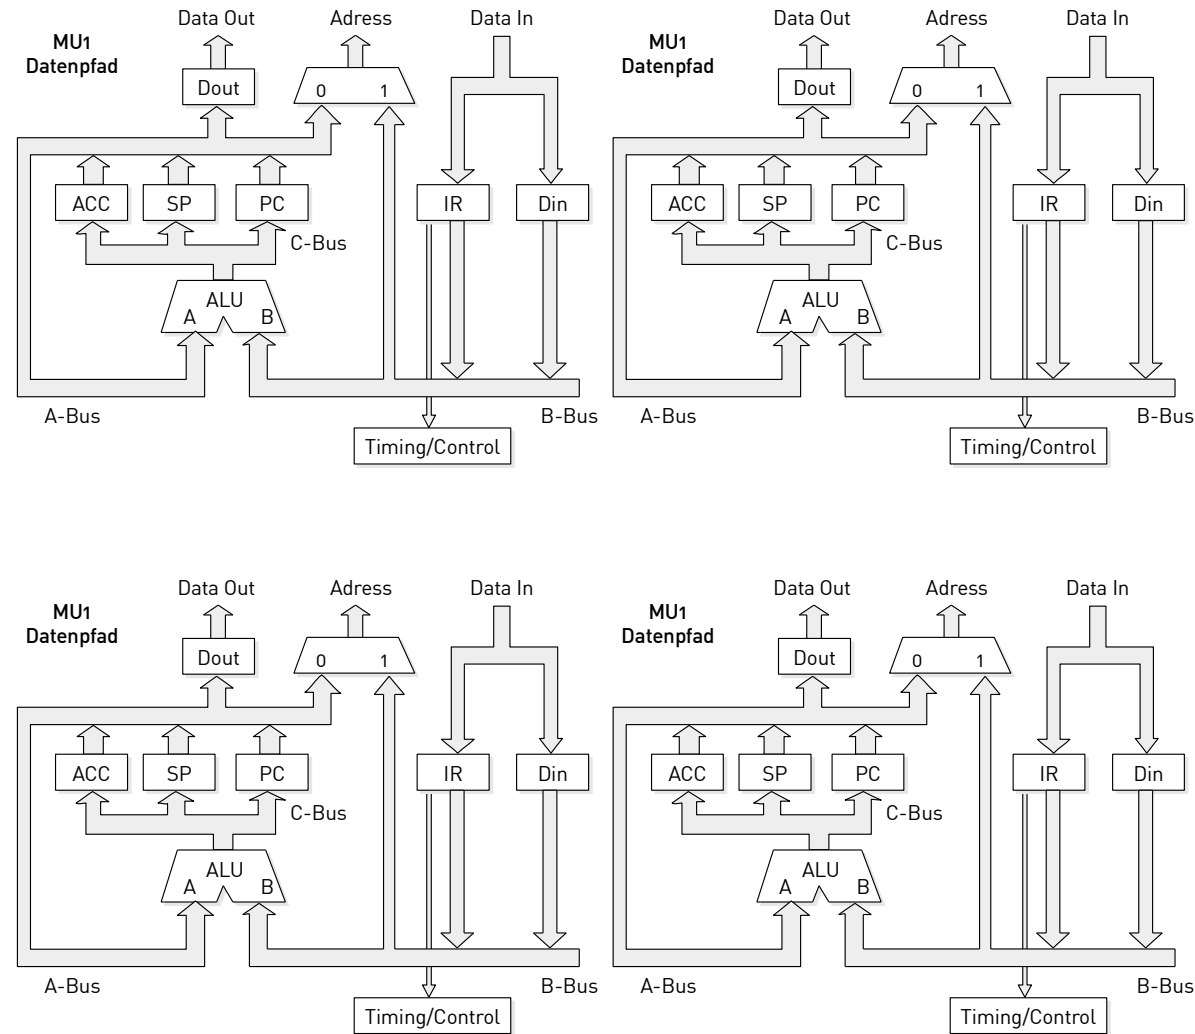 Data Out Adress Data In
MU1
Datenpfad
Dout
0 1
ACC SP PC IR Din
C-Bus
ALU
A B
A-Bus B-Bus
Timing/Control
Data Out Adress Data In
MU1
Datenpfad
Dout
0 1
ACC SP PC IR Din
C-Bus
ALU
A B
A-Bus B-Bus
Timing/Control
Data Out Adress Data In
MU1
Datenpfad
Dout
0 1
ACC SP PC IR Din
C-Bus
ALU
A B
A-Bus B-Bus
Timing/Control
Data Out Adress Data In
MU1
Datenpfad
Dout
0 1
ACC SP PC IR Din
C-Bus
ALU
A B
A-Bus B-Bus
Timing/Control